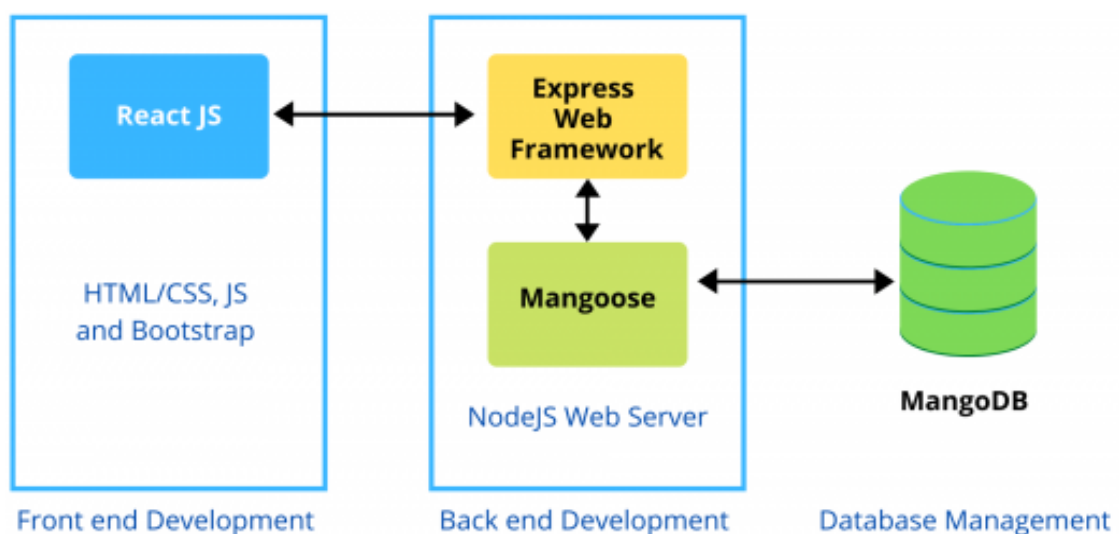 React JS
HTML/CSS, JS
and Bootstrap
Front end Development
Express
Web
Framework
Mangoose
NodeJS Web Server
Back end Development
MangoDB
Database Management